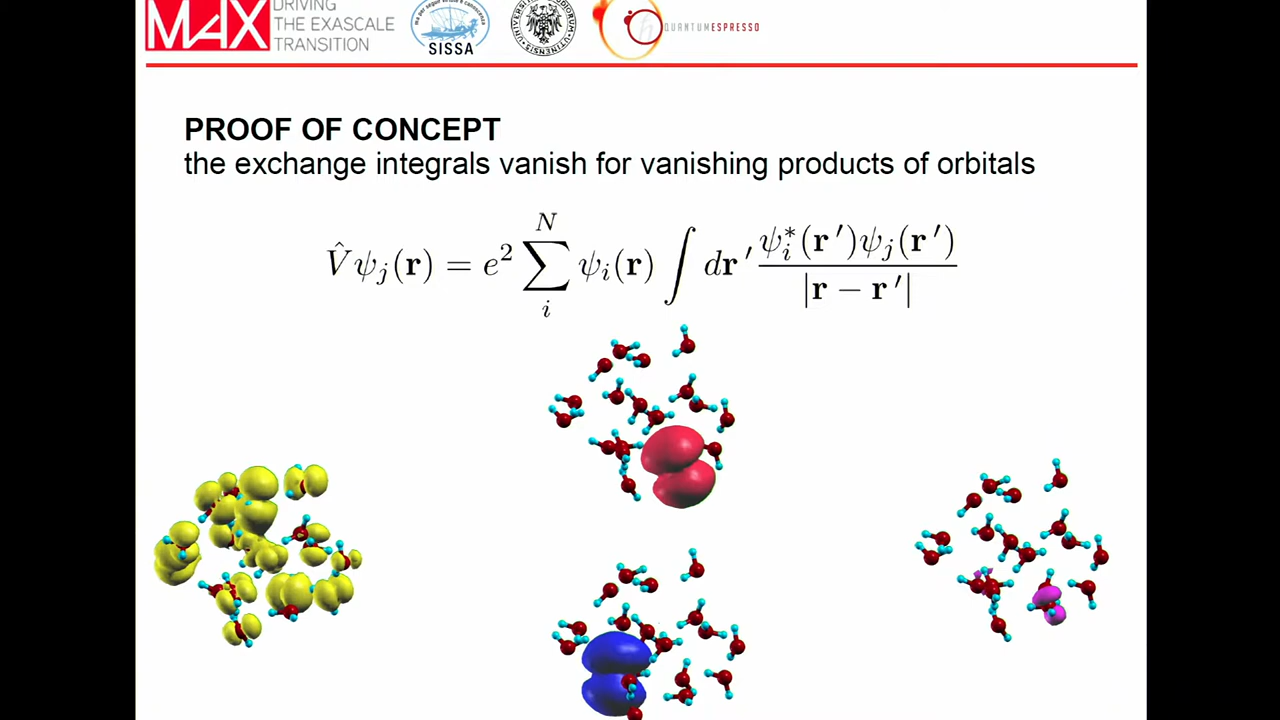 MAX
DRIVING
THE EXASCALE
TRANSITION
SISSA
QUANTUMESPRESSO
PROOF OF CONCEPT
the exchange integrals vanish for vanishing products of orbitals
V̂ψ_j(𝐫) = e² ∑_i^N ψ_i(𝐫) ∫ d𝐫′ ψ_i*(𝐫′)ψ_j(𝐫′) / |𝐫 − 𝐫′|